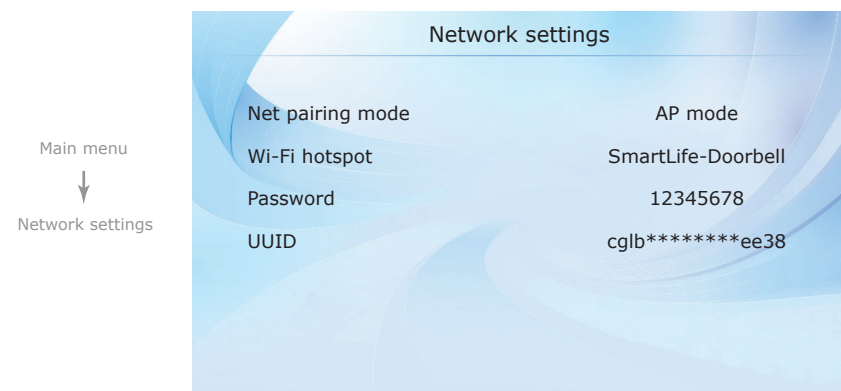 Main menu
Network settings
Network settings
Net pairing mode AP mode
Wi-Fi hotspot SmartLife-Doorbell
Password 12345678
UUID cglb********ee38